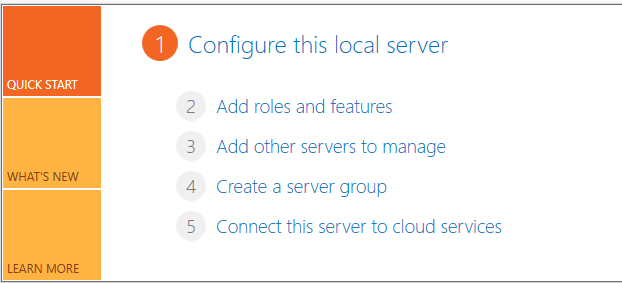 QUICK START
WHAT'S NEW
LEARN MORE
1 Configure this local server
2 Add roles and features
3 Add other servers to manage
4 Create a server group
5 Connect this server to cloud services